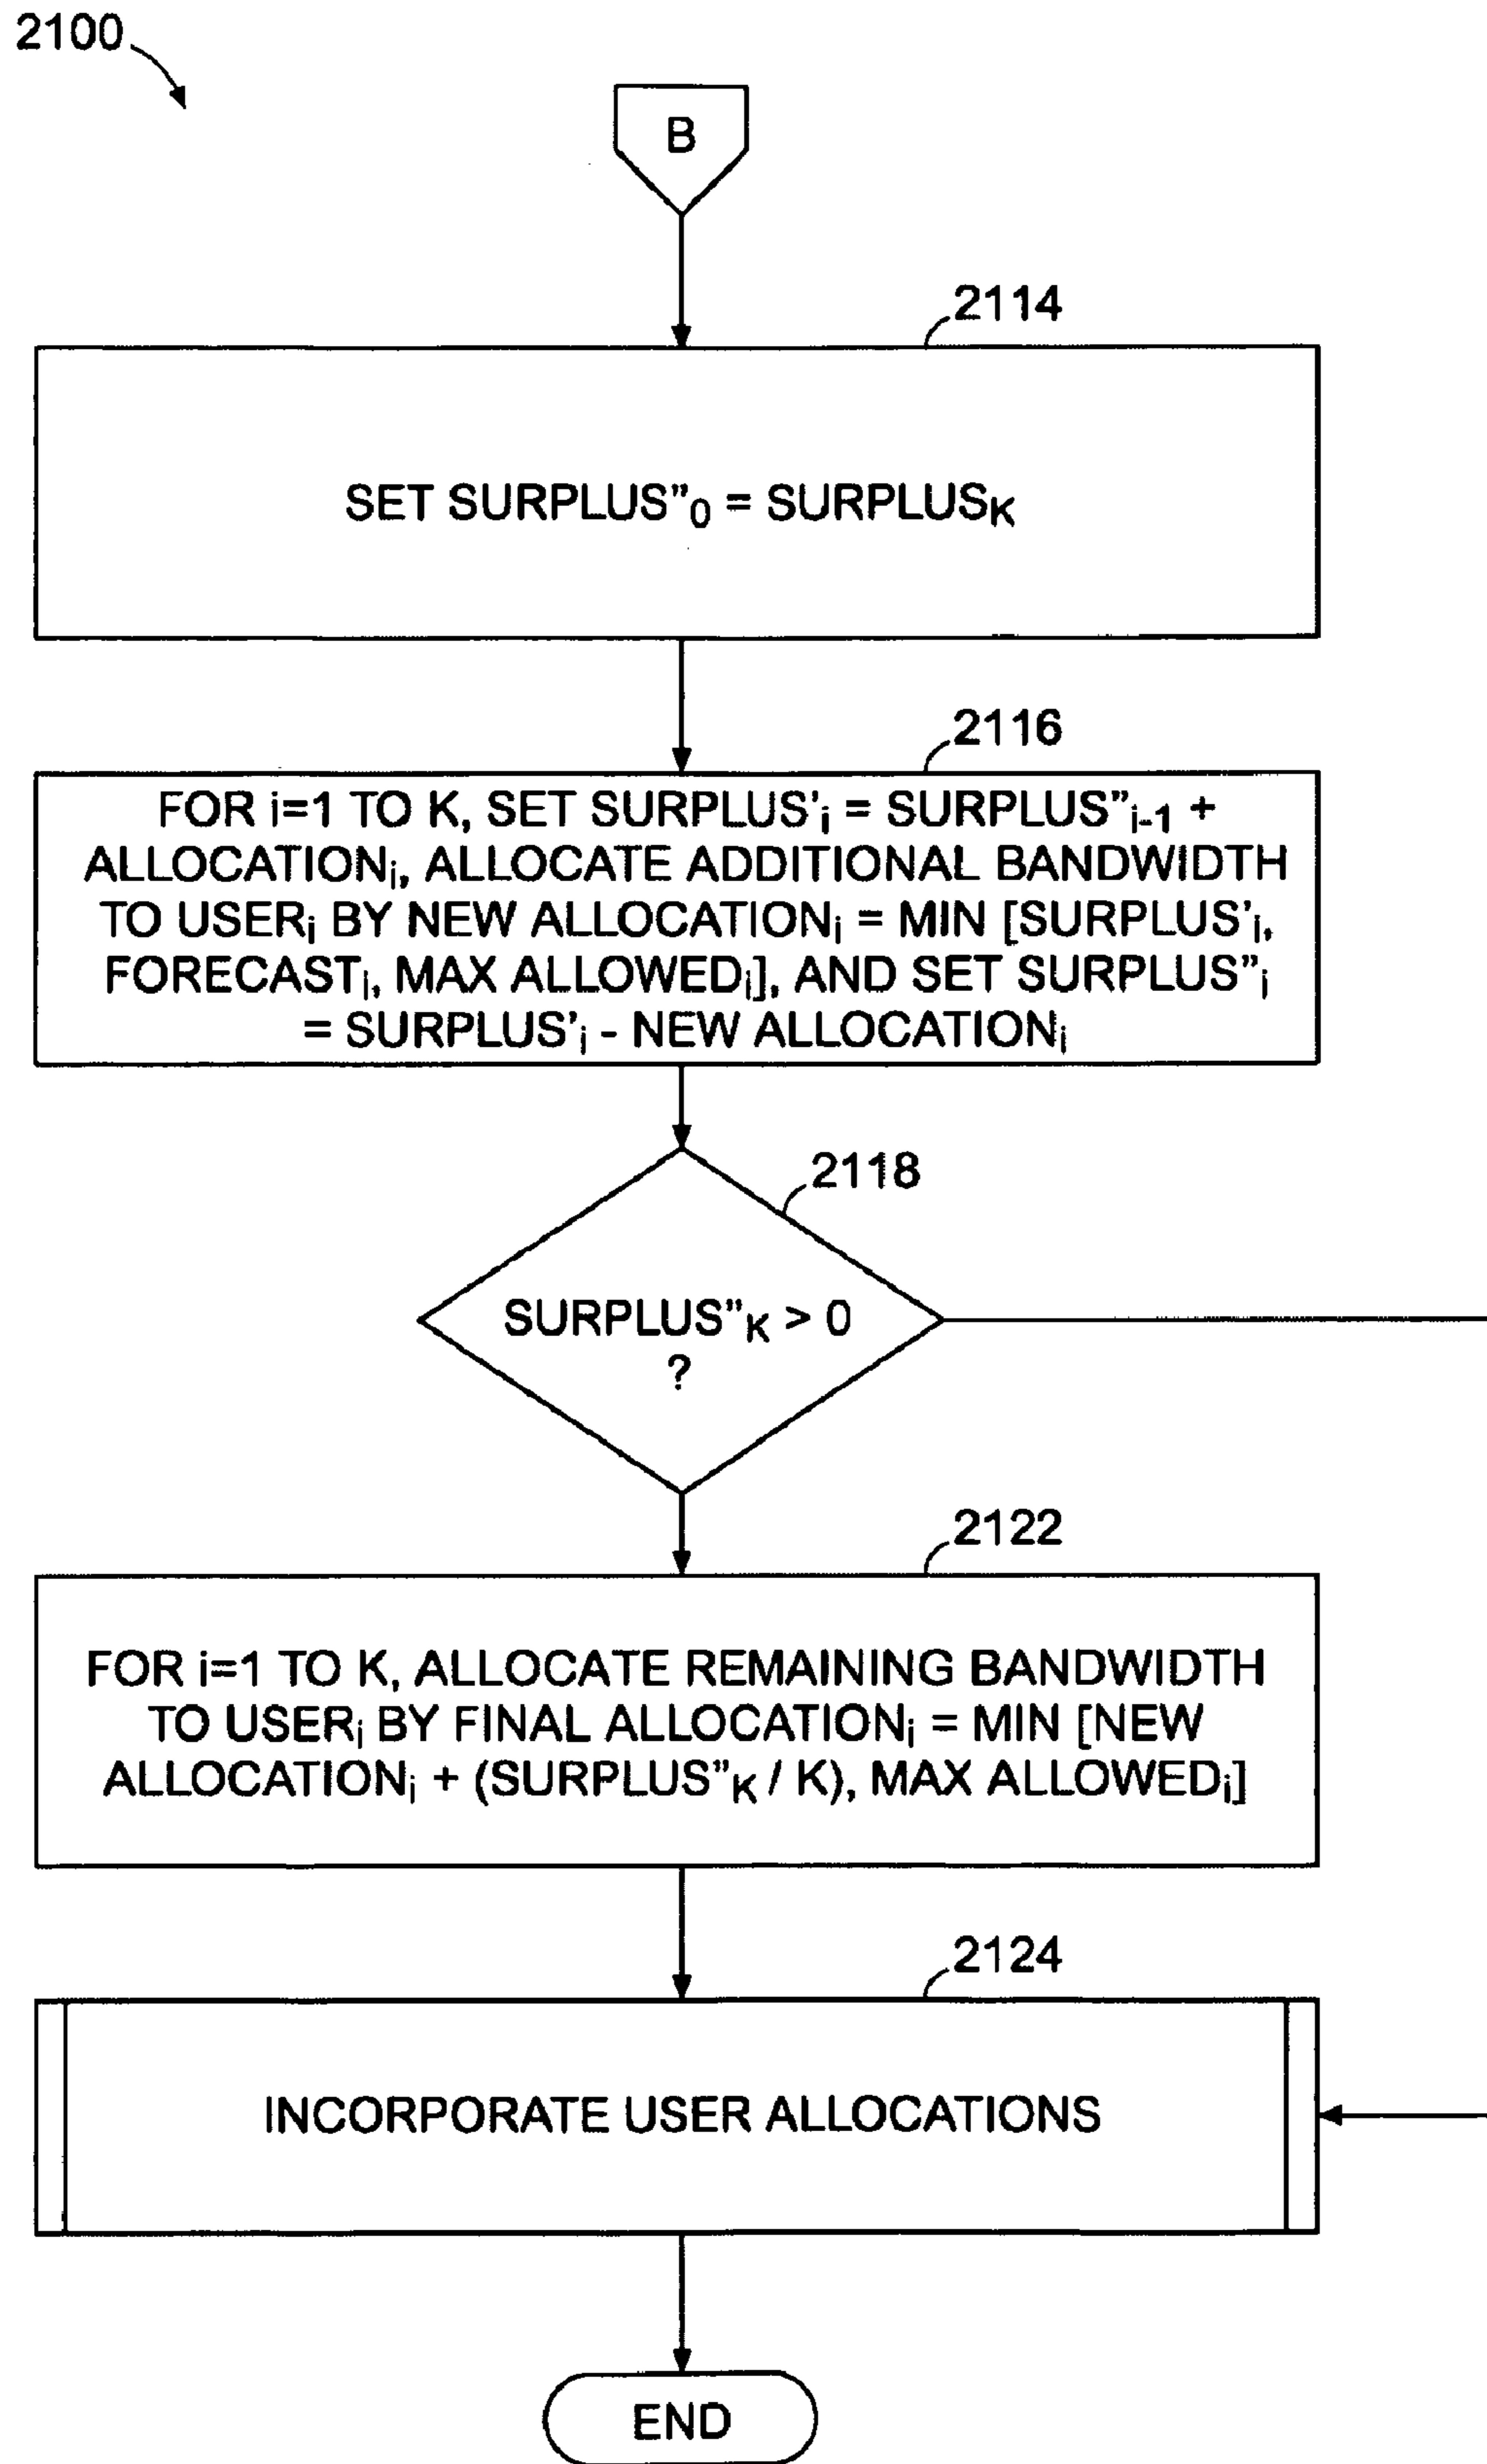 2100
B
2114
SET SURPLUS”₀ = SURPLUSₖ
2116
FOR i=1 TO K, SET SURPLUS'ᵢ = SURPLUS”ᵢ₋₁ +
ALLOCATIONᵢ, ALLOCATE ADDITIONAL BANDWIDTH
TO USERᵢ BY NEW ALLOCATIONᵢ = MIN [SURPLUS'ᵢ,
FORECASTᵢ, MAX ALLOWEDᵢ], AND SET SURPLUS”ᵢ
= SURPLUS'ᵢ - NEW ALLOCATIONᵢ
2118
SURPLUS”ₖ > 0
?
2122
FOR i=1 TO K, ALLOCATE REMAINING BANDWIDTH
TO USERᵢ BY FINAL ALLOCATIONᵢ = MIN [NEW
ALLOCATIONᵢ + (SURPLUS”ₖ / K), MAX ALLOWEDᵢ]
2124
INCORPORATE USER ALLOCATIONS
END